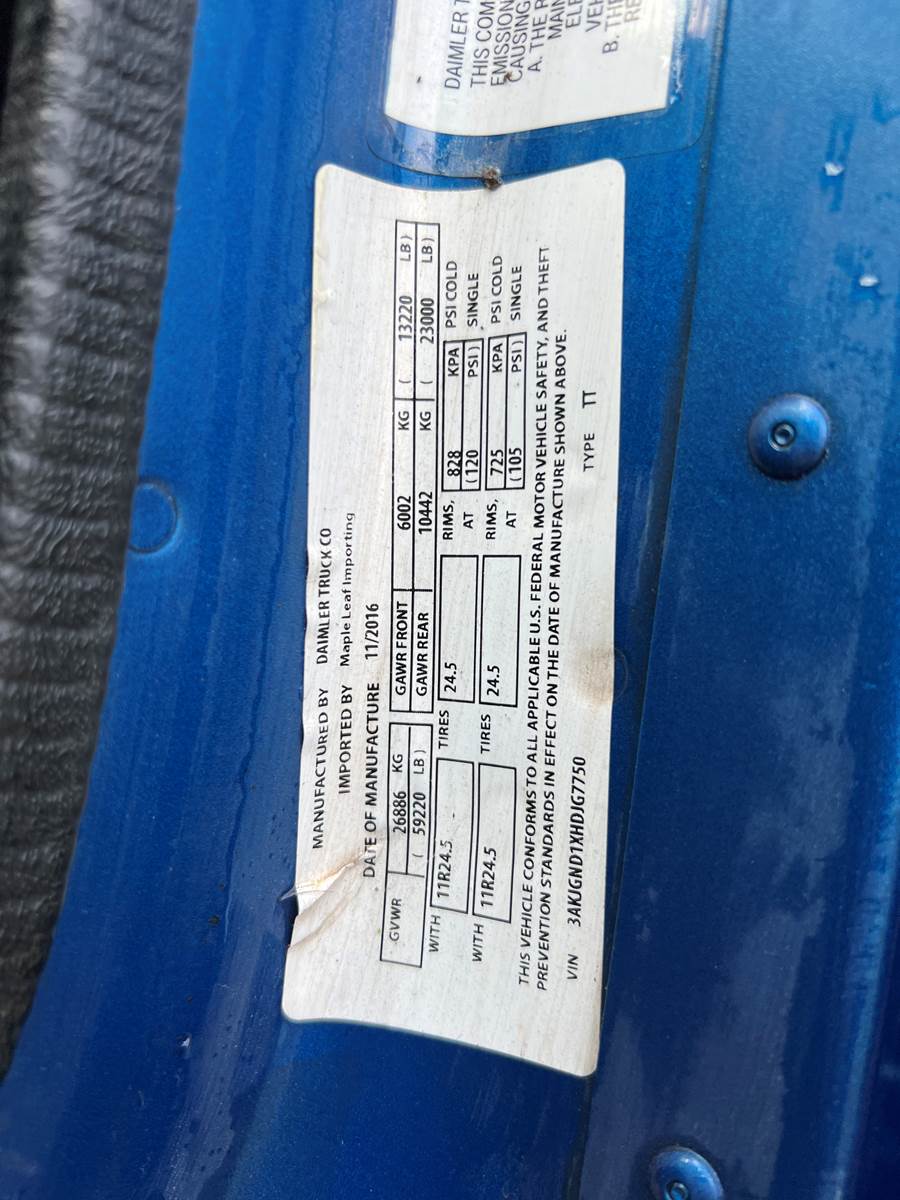 MANUFACTURED BY DAIMLER TRUCK CO
IMPORTED BY Maple Leaf Importing
DATE OF MANUFACTURE 11/2016
GVWR 26886 KG GAWR FRONT 6002 KG ( 13220 LB )
( 59220 LB ) GAWR REAR 10442 KG ( 23000 LB )
WITH 11R24.5 TIRES 24.5 RIMS, 828 KPA PSI COLD
AT (120 PSI ) SINGLE
WITH 11R24.5 TIRES 24.5 RIMS, 725 KPA PSI COLD
AT (105 PSI ) SINGLE
THIS VEHICLE CONFORMS TO ALL APPLICABLE U.S. FEDERAL MOTOR VEHICLE SAFETY, AND THEFT
PREVENTION STANDARDS IN EFFECT ON THE DATE OF MANUFACTURE SHOWN ABOVE.
VIN 3AKJGND1XHDJG7750 TYPE TT
DAIMLER T
THIS COM
EMISSION
CAUSING
A. THE R
MAIN
ELE
VEH
B. THE
RE